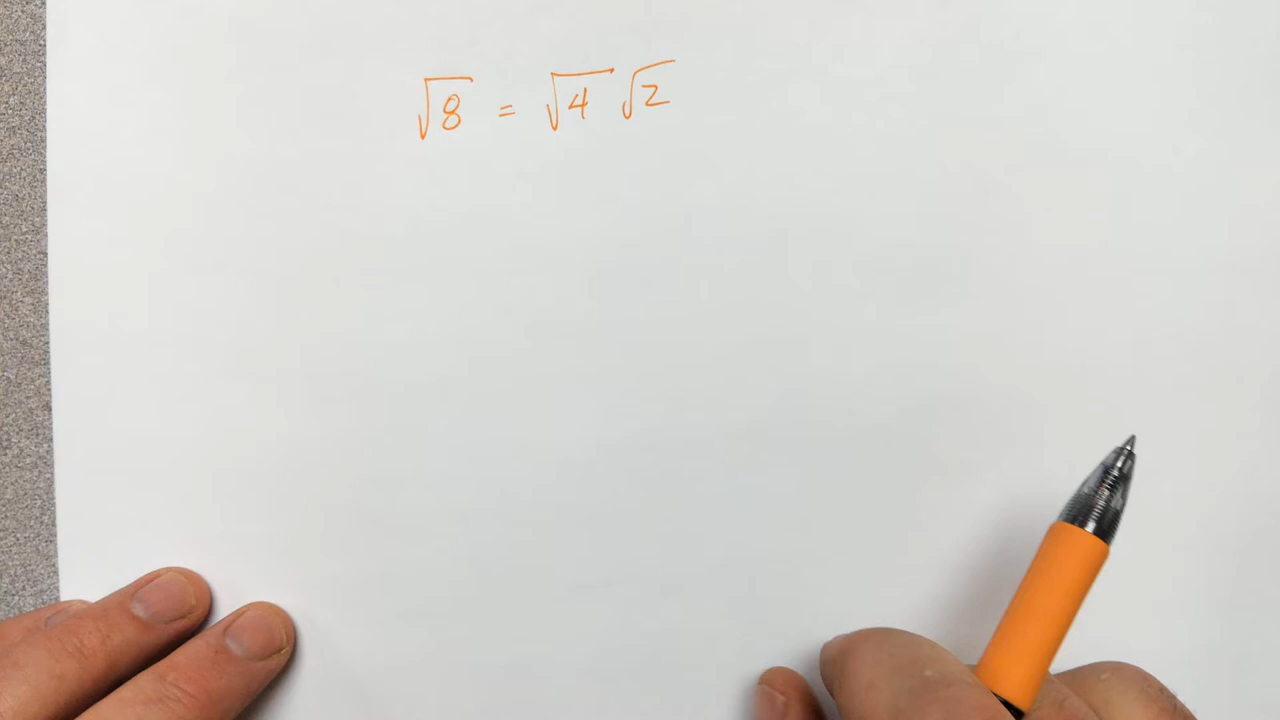 √8 = √4 √2